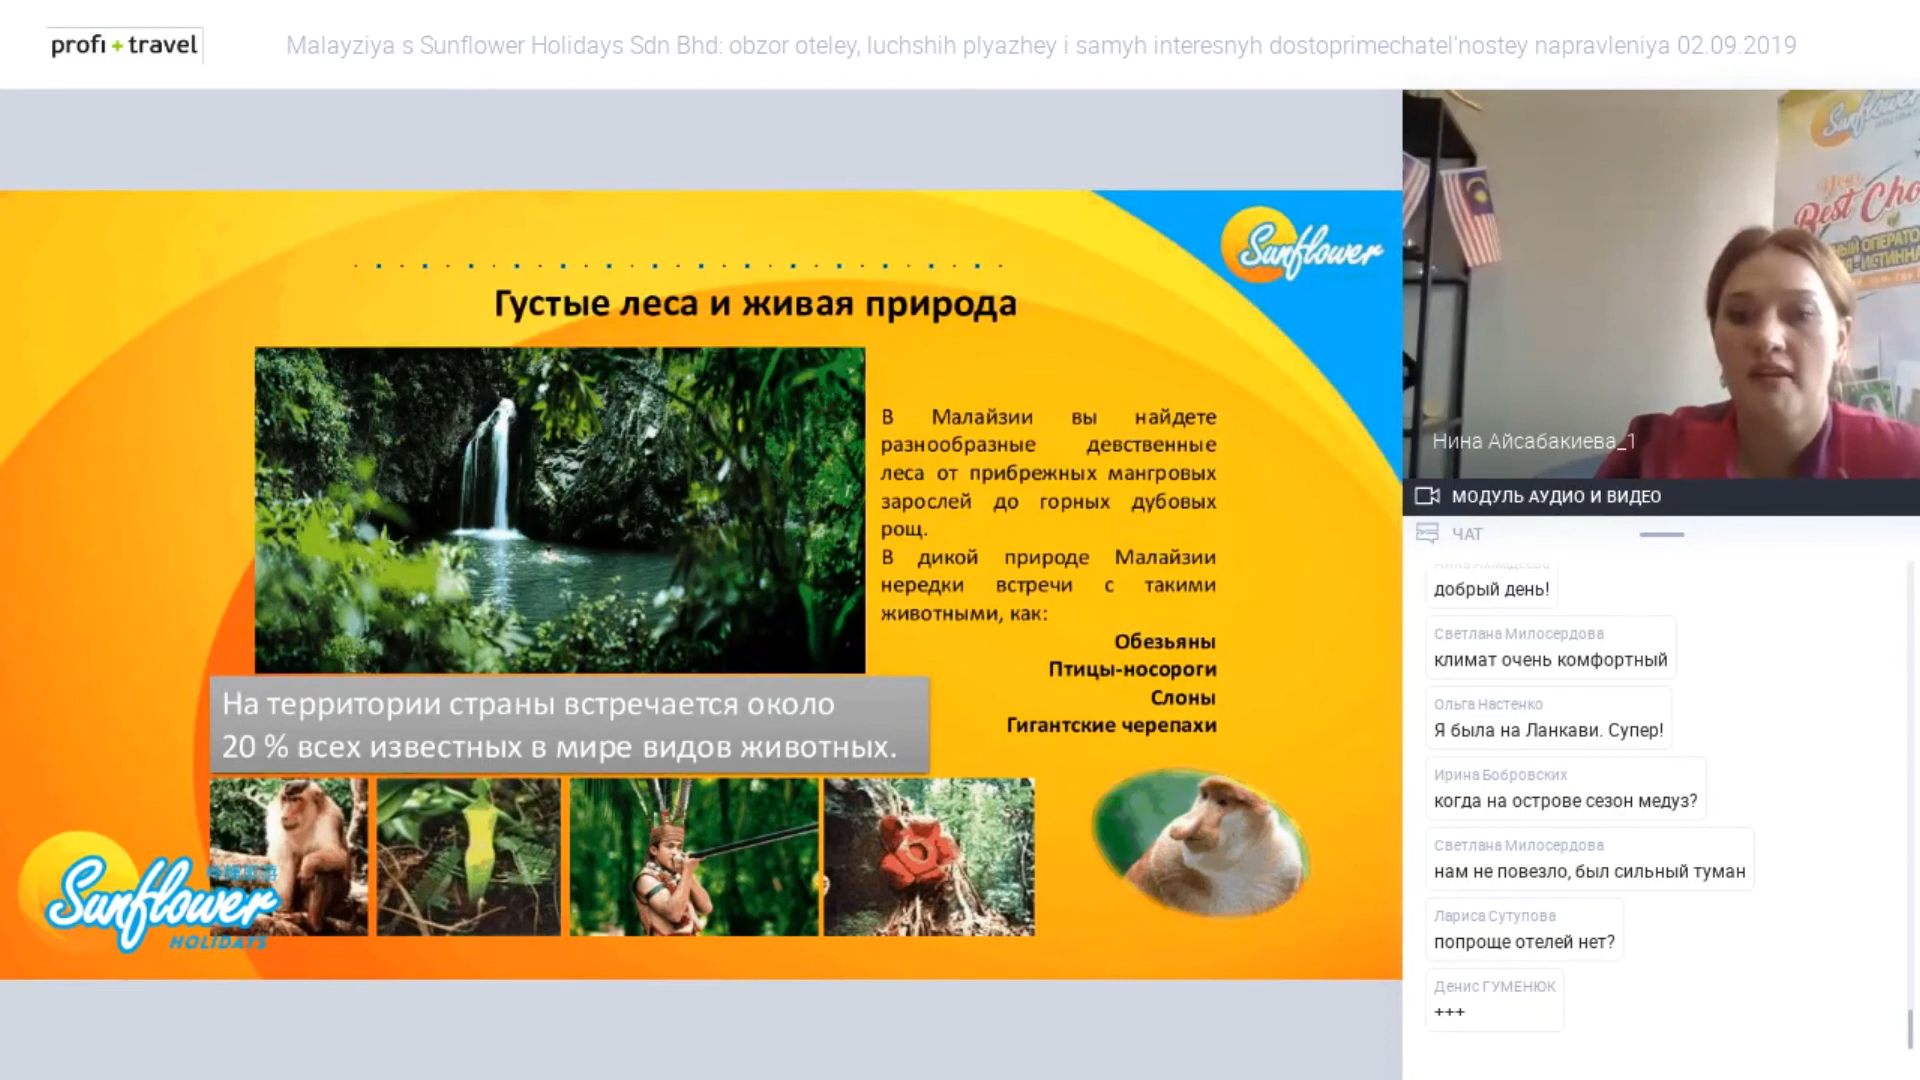 profi + travel
Malayziya s Sunflower Holidays Sdn Bhd: obzor oteley, luchshih plyazhey i samyh interesnyh dostoprimechatel'nostey napravleniya 02.09.2019
Sunflower
Густые леса и живая природа
В Малайзии вы найдете
разнообразные девственные
леса от прибрежных мангровых
зарослей до горных дубовых
рощ.
В дикой природе Малайзии
нередки встречи с такими
животными, как:
Обезьяны
Птицы-носороги
Слоны
Гигантские черепахи
На территории страны встречается около
20 % всех известных в мире видов животных.
Sunflower
HOLIDAYS
Sunflower
Best Cho
Нина Айсабакиева_1
МОДУЛЬ АУДИО И ВИДЕО
ЧАТ
добрый день!
Светлана Милосердова
климат очень комфортный
Ольга Настенко
Я была на Ланкави. Супер!
Ирина Бобровских
когда на острове сезон медуз?
Светлана Милосердова
нам не повезло, был сильный туман
Лариса Сутупова
попроще отелей нет?
Денис ГУМЕНЮК
+++